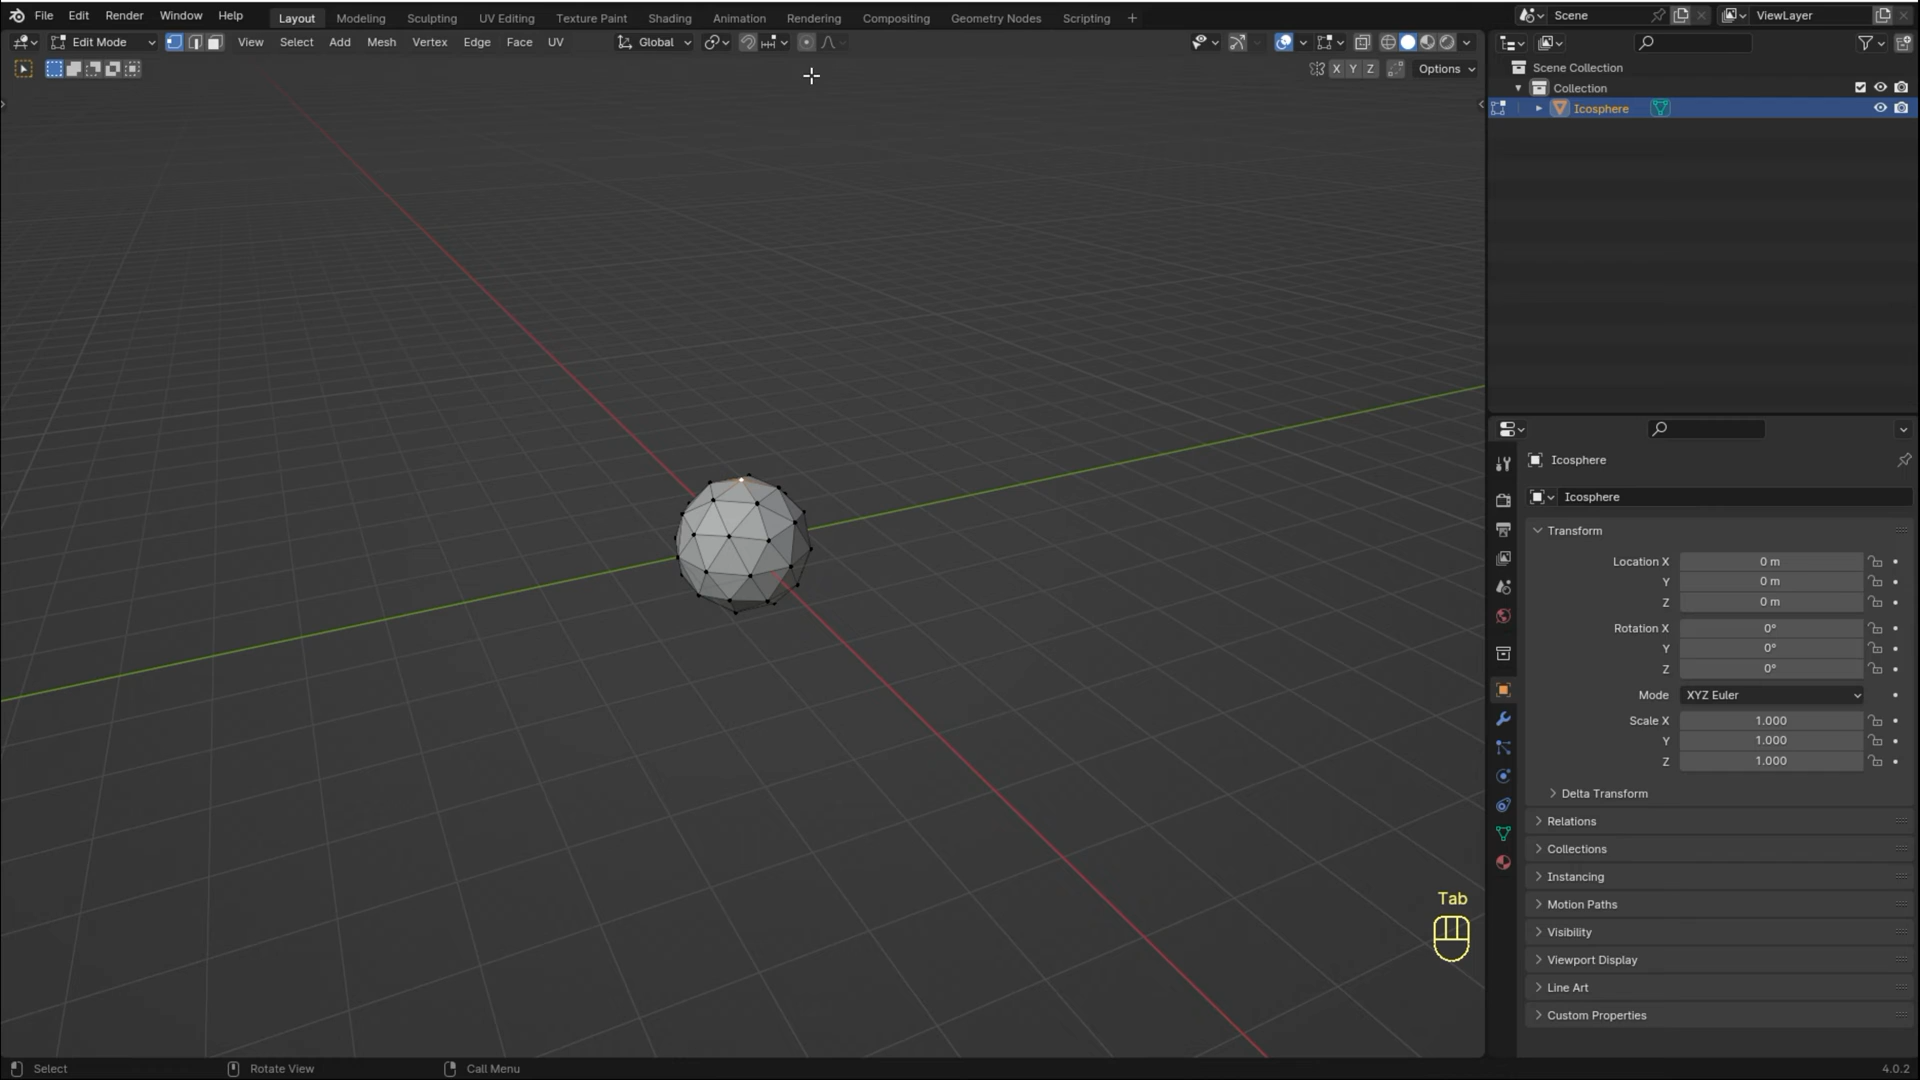 File Edit Render Window Help Layout Modeling Sculpting UV Editing Texture Paint Shading Animation Rendering Compositing Geometry Nodes Scripting + Scene ViewLayer
Edit Mode View Select Add Mesh Vertex Edge Face UV Global
X Y Z Options
Scene Collection
Collection
Icosphere
Icosphere
Icosphere
Transform
Location X 0 m
Y 0 m
Z 0 m
Rotation X 0°
Y 0°
Z 0°
Mode XYZ Euler
Scale X 1.000
Y 1.000
Z 1.000
Delta Transform
Relations
Collections
Instancing
Motion Paths
Visibility
Viewport Display
Line Art
Custom Properties
Tab
Select Rotate View Call Menu 4.0.2